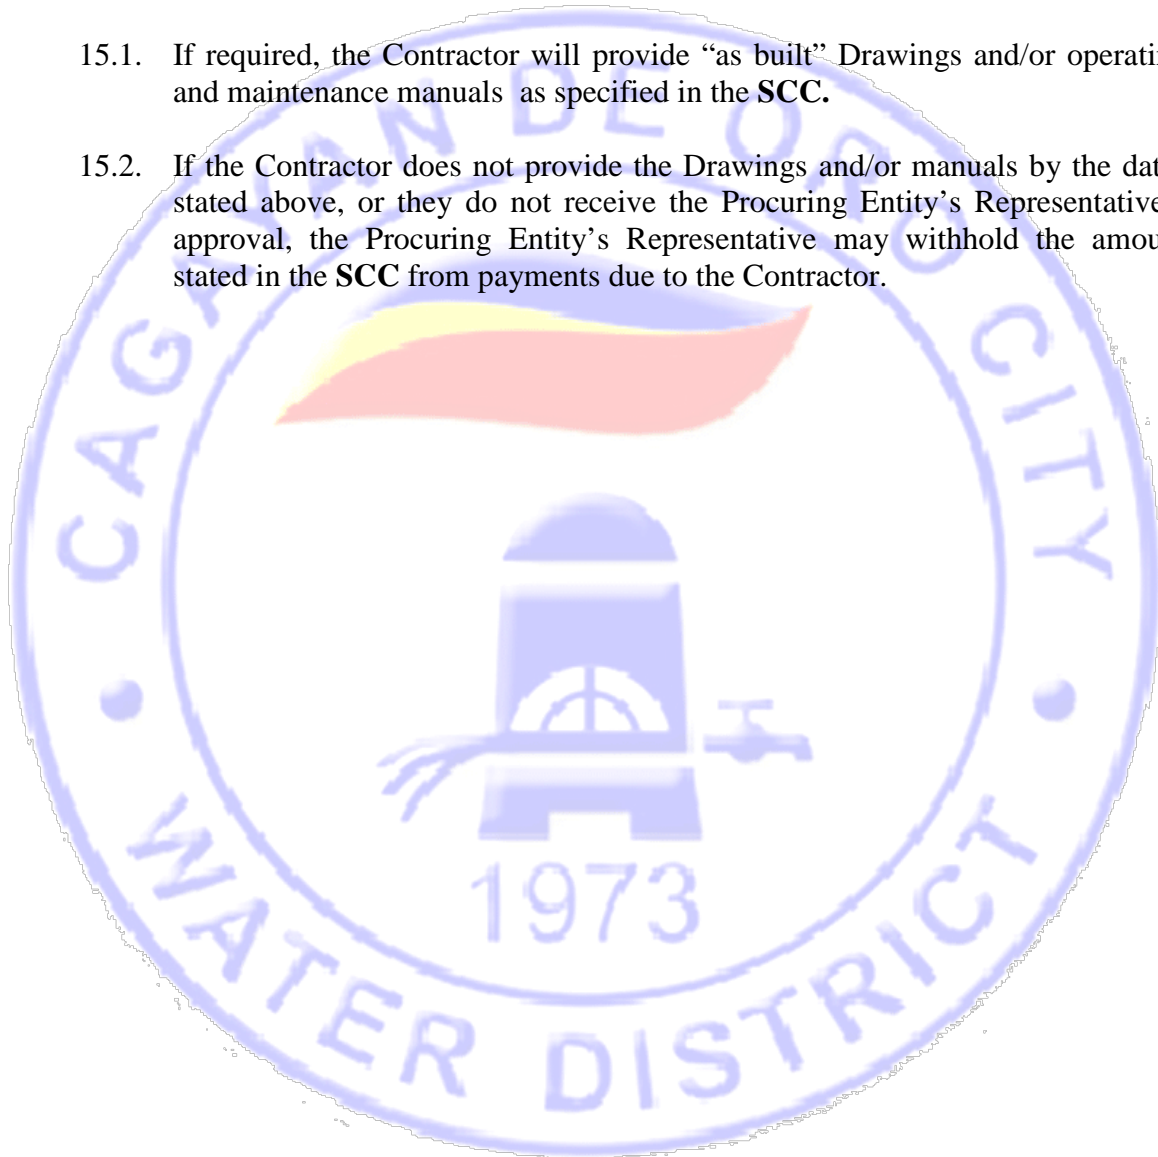 15.1. If required, the Contractor will provide “as built” Drawings and/or operati
and maintenance manuals as specified in the SCC.
15.2. If the Contractor does not provide the Drawings and/or manuals by the dat
stated above, or they do not receive the Procuring Entity’s Representative
approval, the Procuring Entity’s Representative may withhold the amou
stated in the SCC from payments due to the Contractor.
CAGAYAN DE ORO CITY
1973
WATER DISTRICT